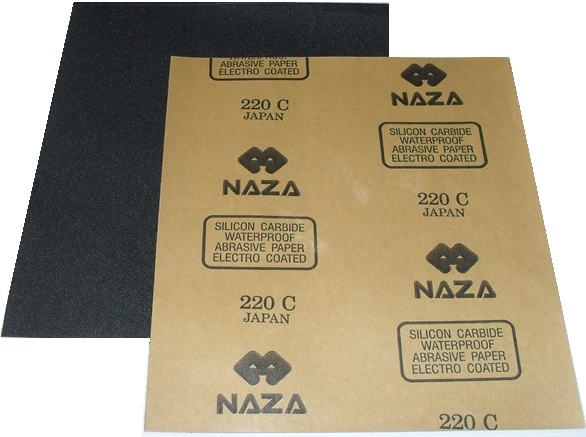 WATERPROOF
ABRASIVE PAPER
ELECTRO COATED
220 C
JAPAN
NAZA
SILICON CARBIDE
WATERPROOF
ABRASIVE PAPER
ELECTRO COATED
220 C
JAPAN
NAZA
NAZA
SILICON CARBIDE
WATERPROOF
ABRASIVE PAPER
ELECTRO COATED
220 C
JAPAN
NAZA
SILICON CARBIDE
WATERPROOF
ABRASIVE PAPER
ELECTRO COATED
220 C